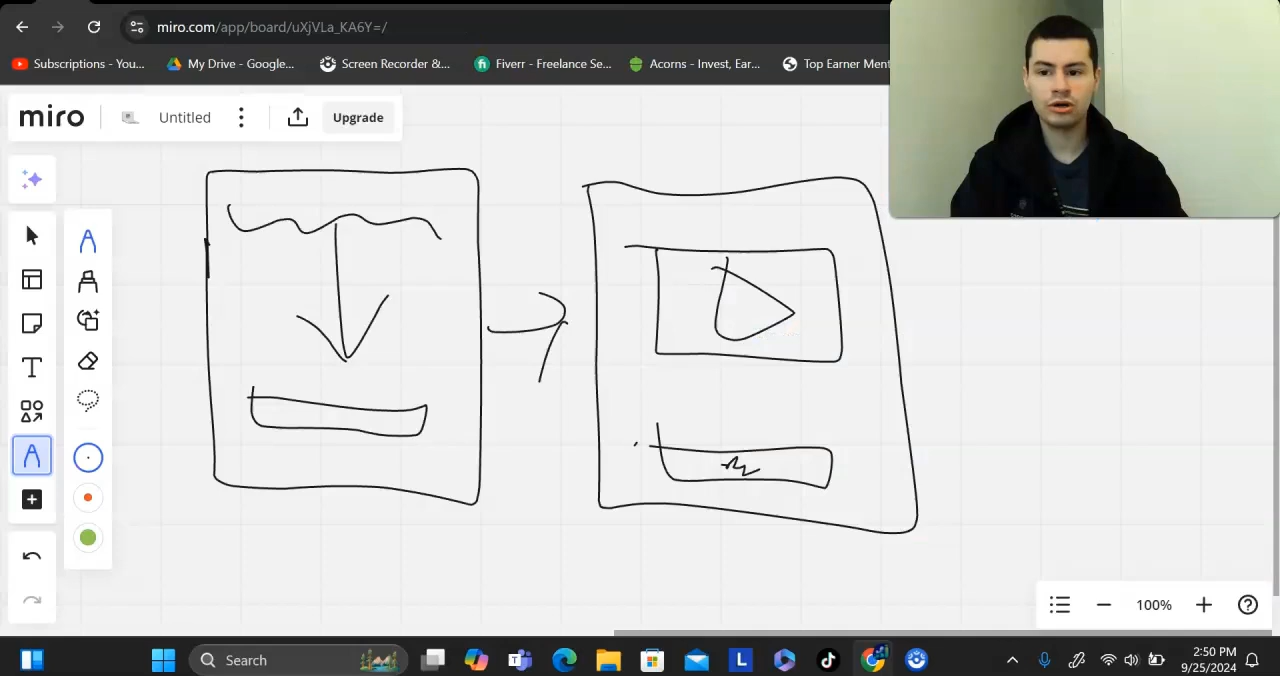 miro.com/app/board/uXjVLa_KA6Y=/
Subscriptions - You...
My Drive - Google...
Screen Recorder &...
Fiverr - Freelance Se...
Acorns - Invest, Ear...
Top Earner Ment
miro
Untitled
Upgrade
100%
Search
2:50 PM
9/25/2024